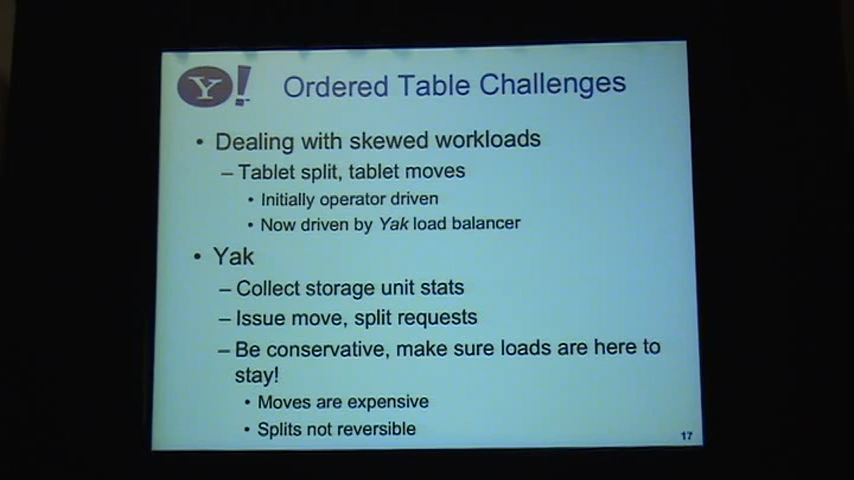 Y! Ordered Table Challenges
• Dealing with skewed workloads
– Tablet split, tablet moves
• Initially operator driven
• Now driven by Yak load balancer
• Yak
– Collect storage unit stats
– Issue move, split requests
– Be conservative, make sure loads are here to
stay!
• Moves are expensive
• Splits not reversible
17